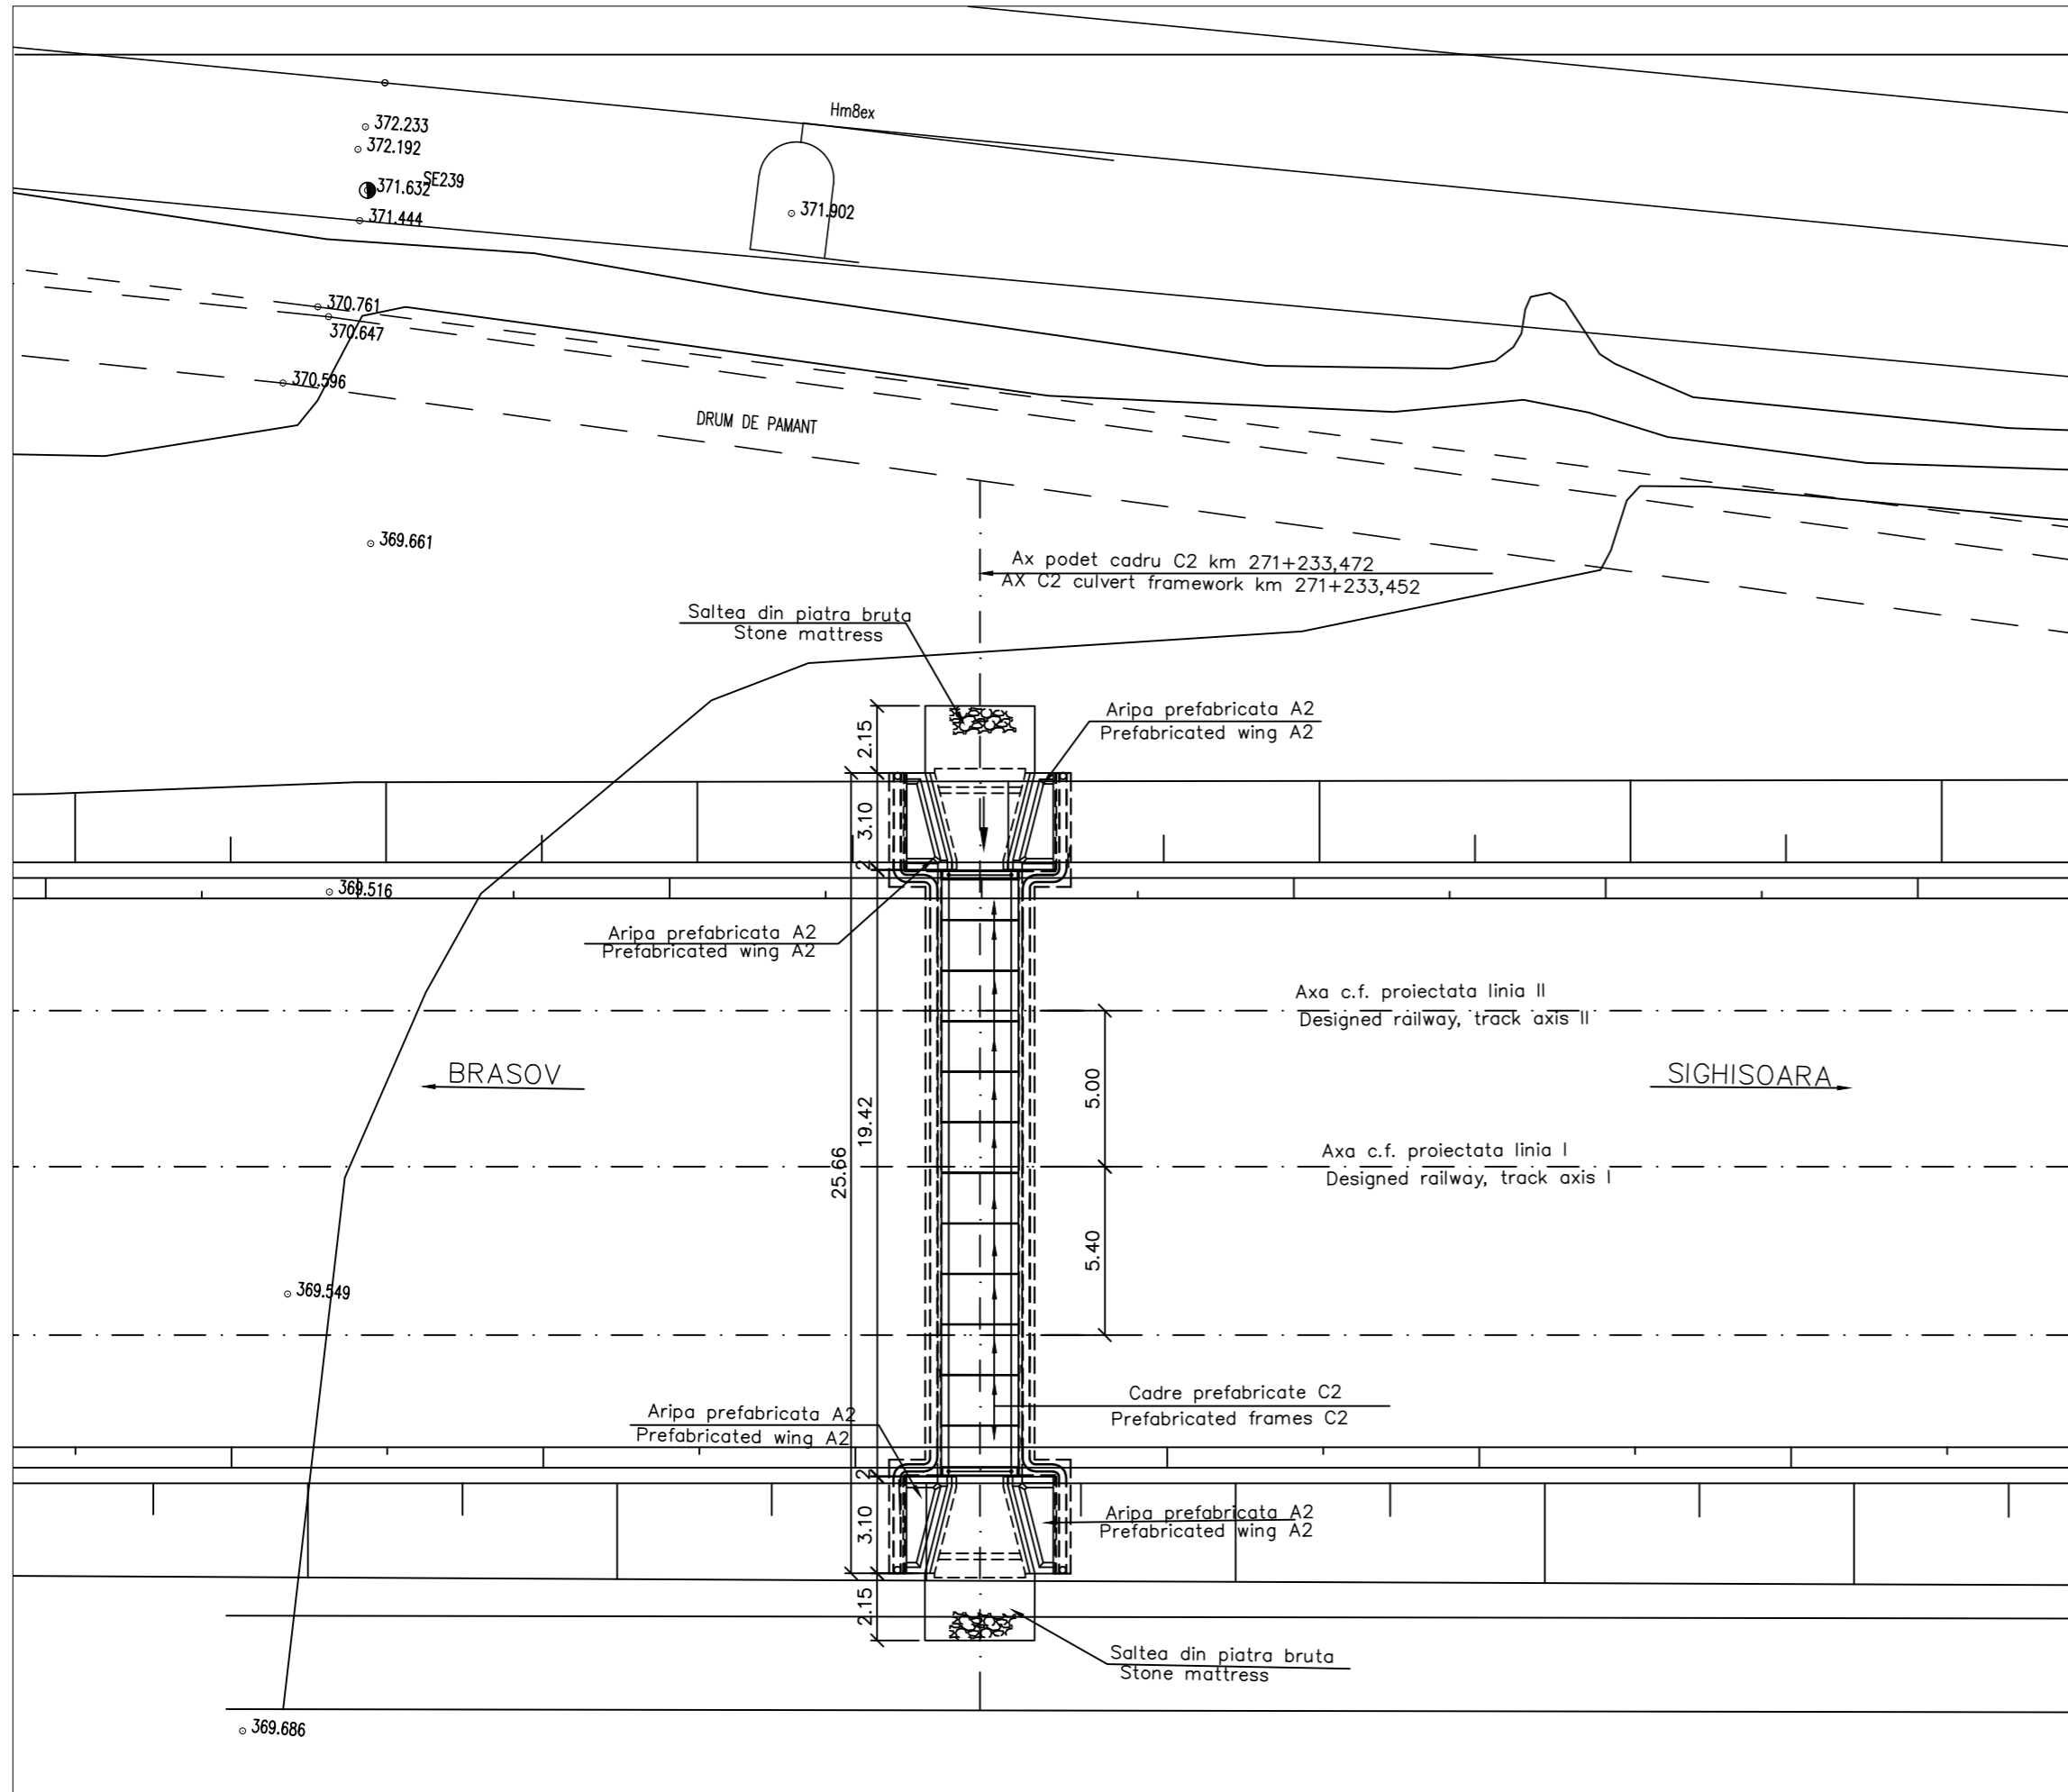 Hm8ex
372.233
372.192
SE239
371.632
371.444
371.902
370.761
370.647
370.596
DRUM DE PAMANT
369.661
Ax podet cadru C2 km 271+233,472
AX C2 culvert framework km 271+233,452
Saltea din piatra bruta
Stone mattress
Aripa prefabricata A2
Prefabricated wing A2
2.15
3.10
2
369.516
Aripa prefabricata A2
Prefabricated wing A2
Axa c.f. proiectata linia II
Designed railway, track axis II
BRASOV
SIGHISOARA
5.00
19.42
25.66
Axa c.f. proiectata linia I
Designed railway, track axis I
5.40
369.549
Cadre prefabricate C2
Prefabricated frames C2
Aripa prefabricata A2
Prefabricated wing A2
2
3.10
Aripa prefabricata A2
Prefabricated wing A2
2.15
Saltea din piatra bruta
Stone mattress
369.686